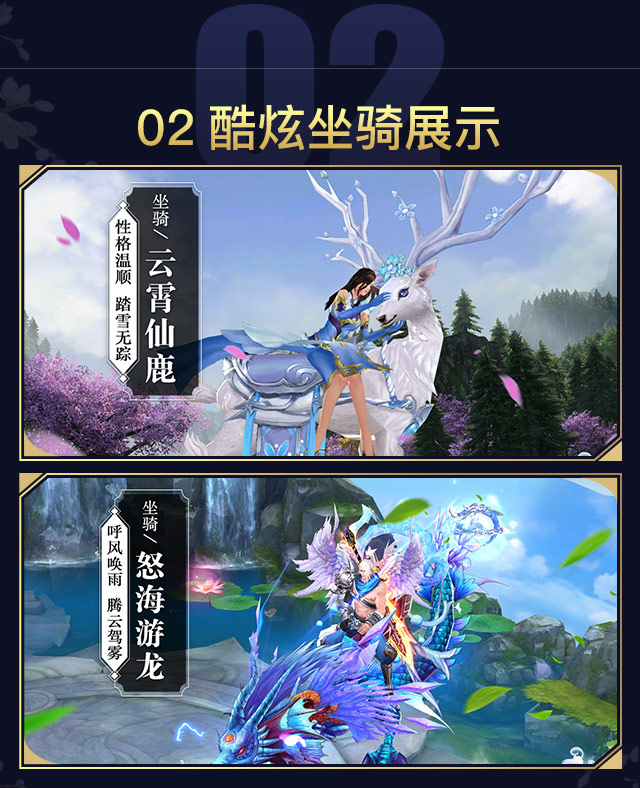 02
02 酷炫坐骑展示
坐骑/
云霄仙鹿
性格温顺 踏雪无踪
坐骑/
怒海游龙
呼风唤雨 腾云驾雾